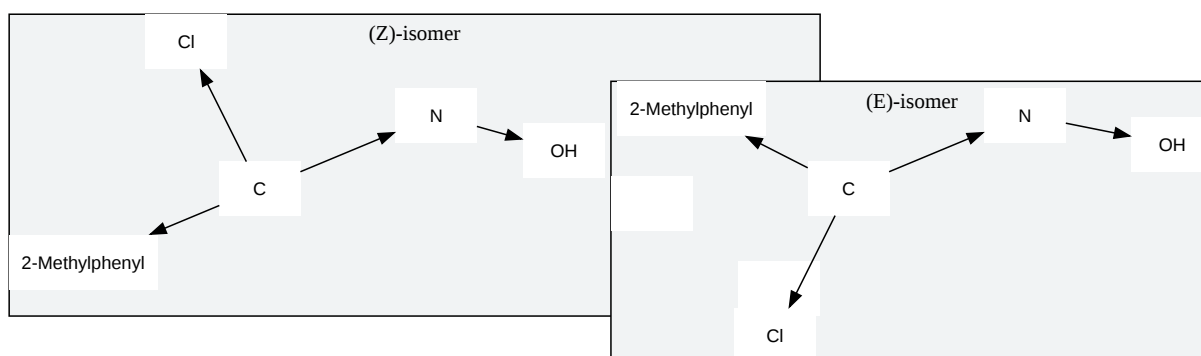 (Z)-isomer
Cl
N
OH
C
2-Methylphenyl
(E)-isomer
2-Methylphenyl
N
OH
C
Cl